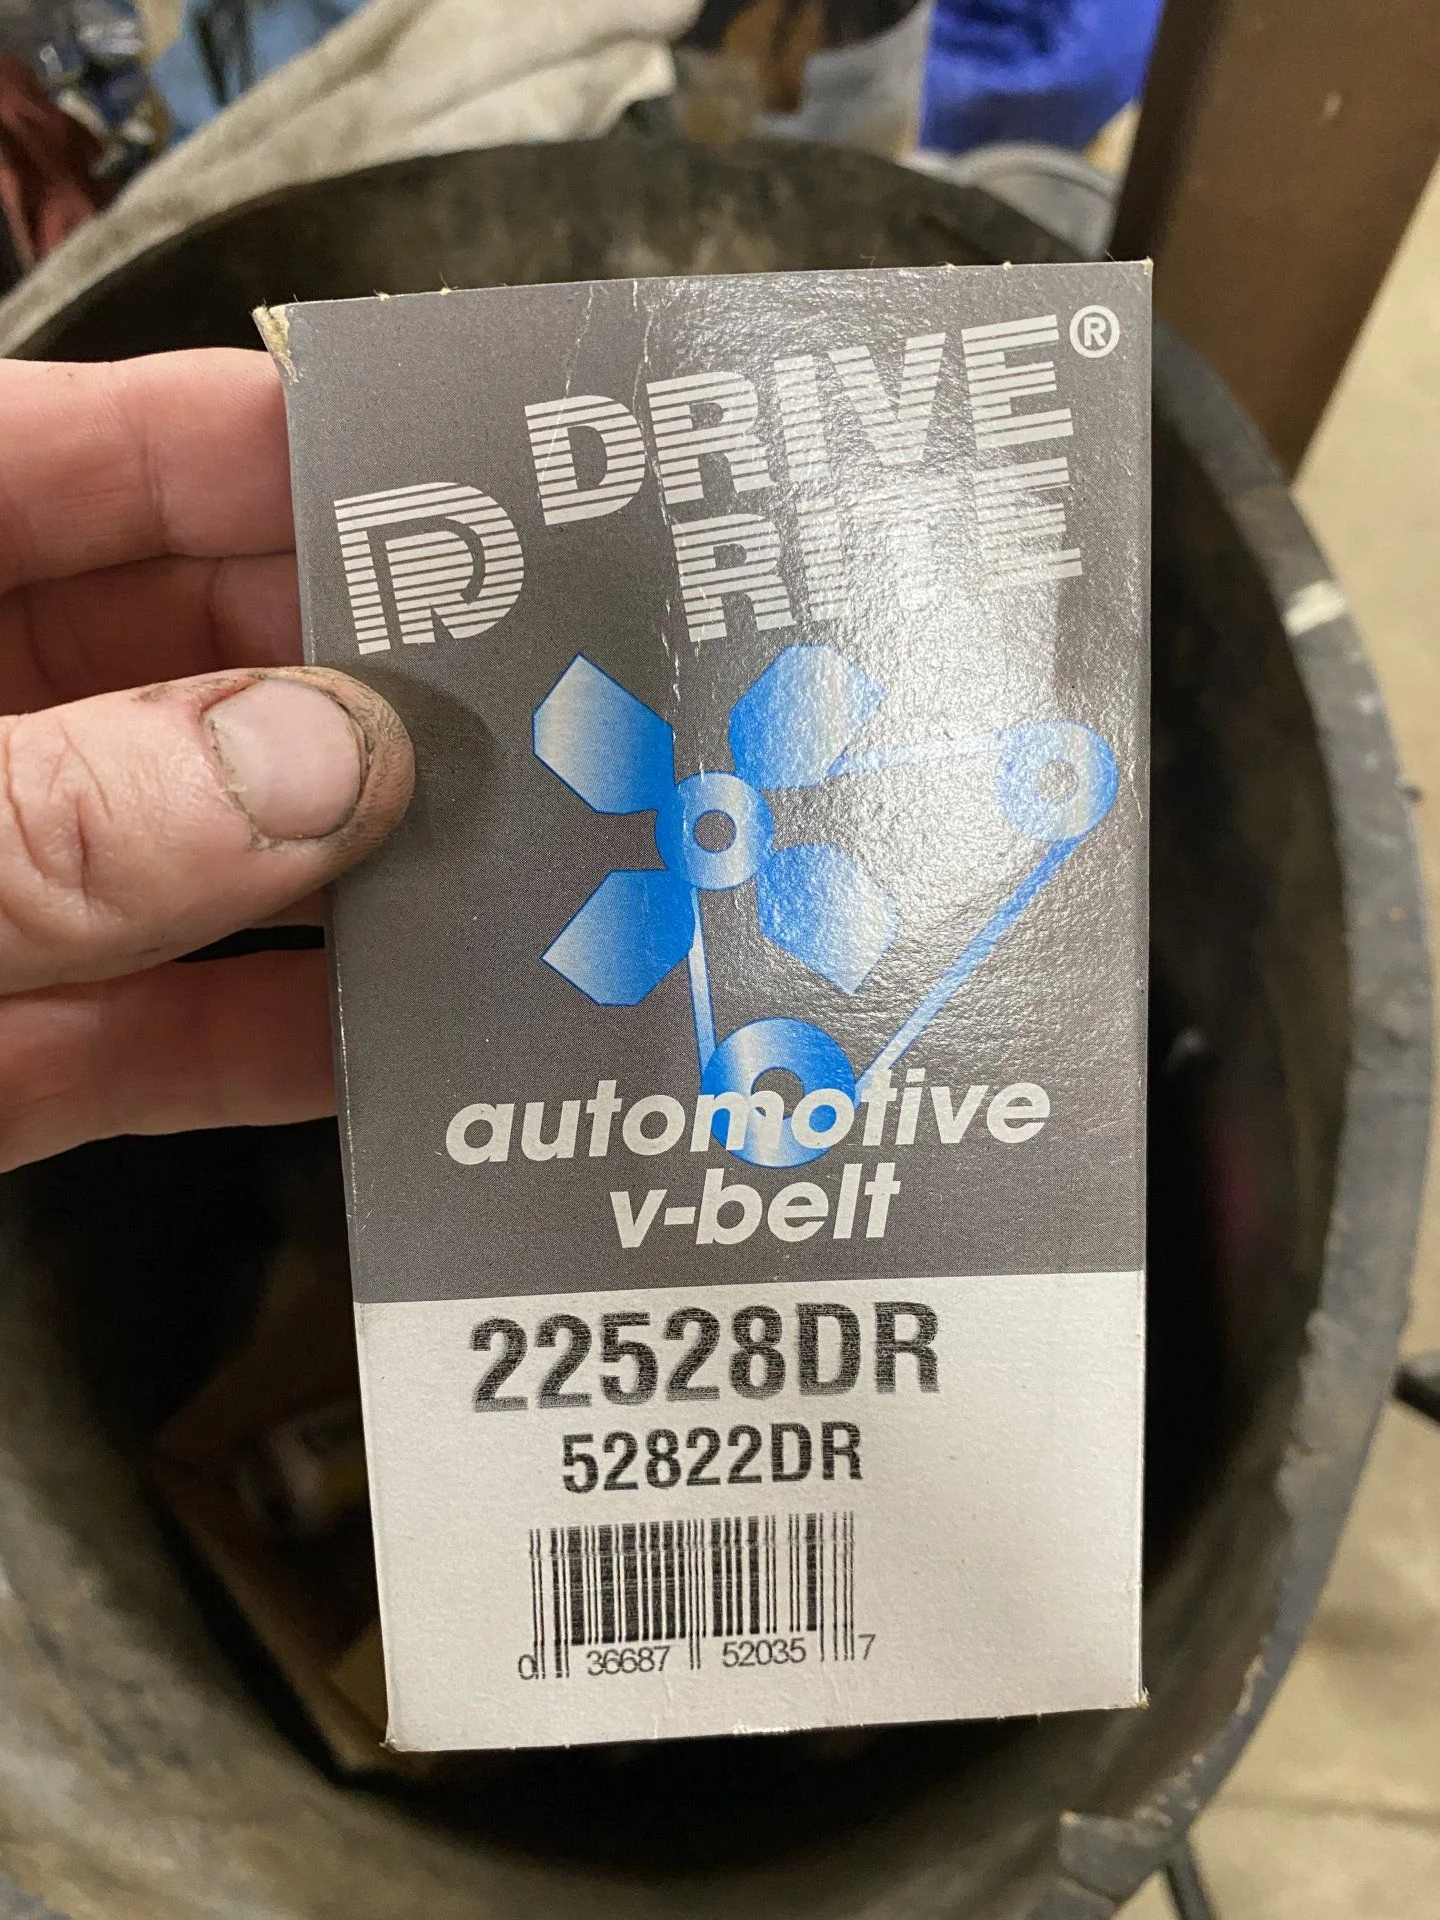 DRIVE®
RITE
automotive
v-belt
22528DR
52822DR
0 36687 52035 7